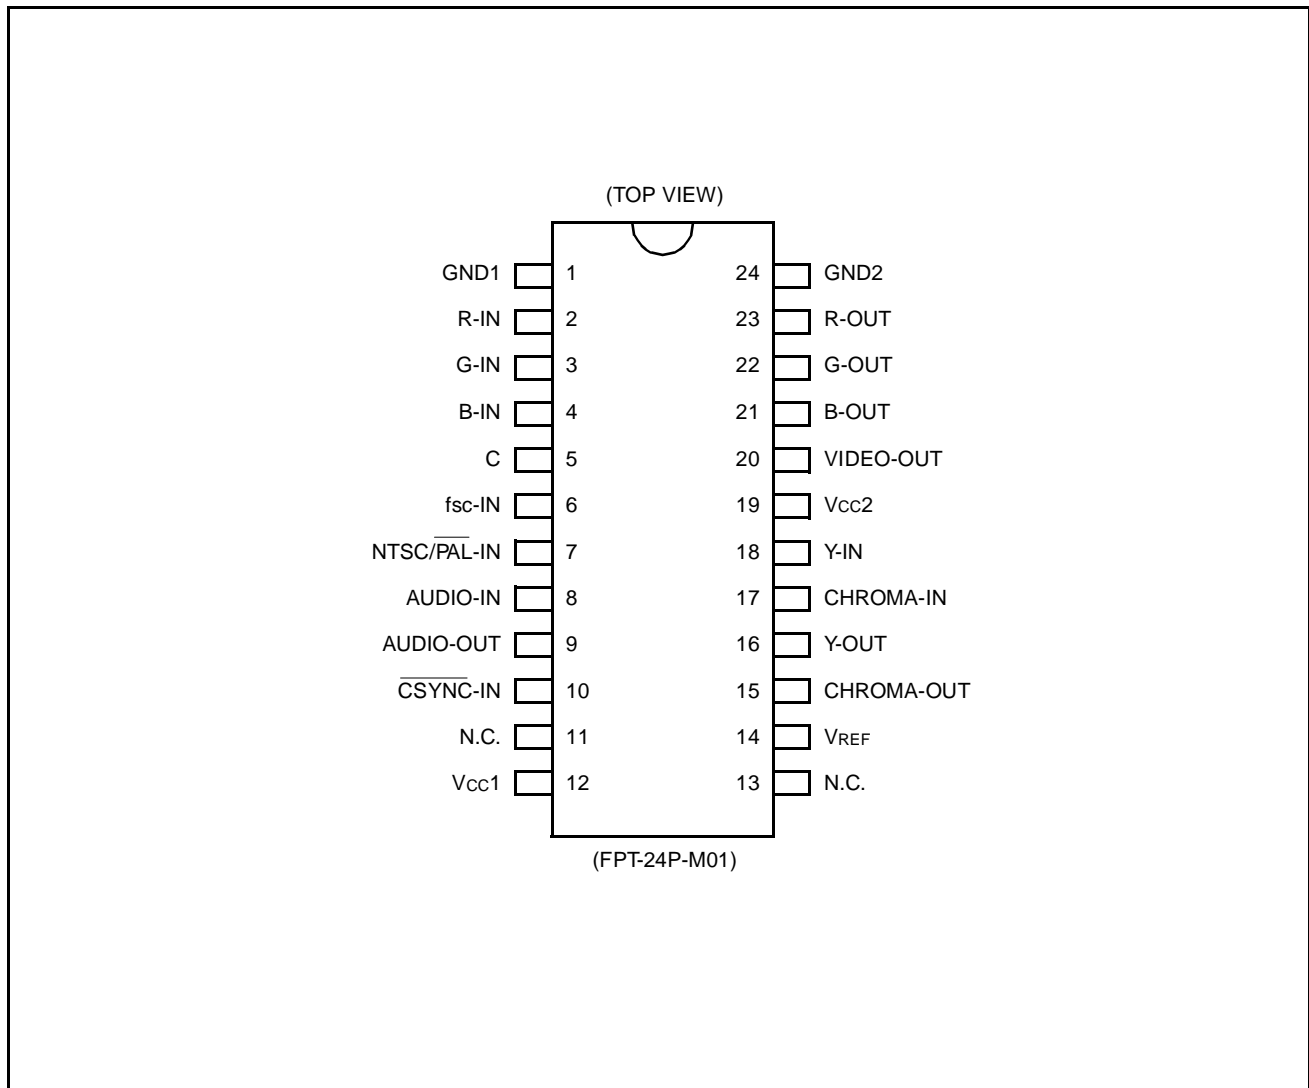 (TOP VIEW)
GND1 1 24 GND2
R-IN 2 23 R-OUT
G-IN 3 22 G-OUT
B-IN 4 21 B-OUT
C 5 20 VIDEO-OUT
fsc-IN 6 19 Vcc2
NTSC/P̅A̅L̅-IN 7 18 Y-IN
AUDIO-IN 8 17 CHROMA-IN
AUDIO-OUT 9 16 Y-OUT
C̅S̅Y̅N̅C̅-IN 10 15 CHROMA-OUT
N.C. 11 14 VREF
Vcc1 12 13 N.C.
(FPT-24P-M01)